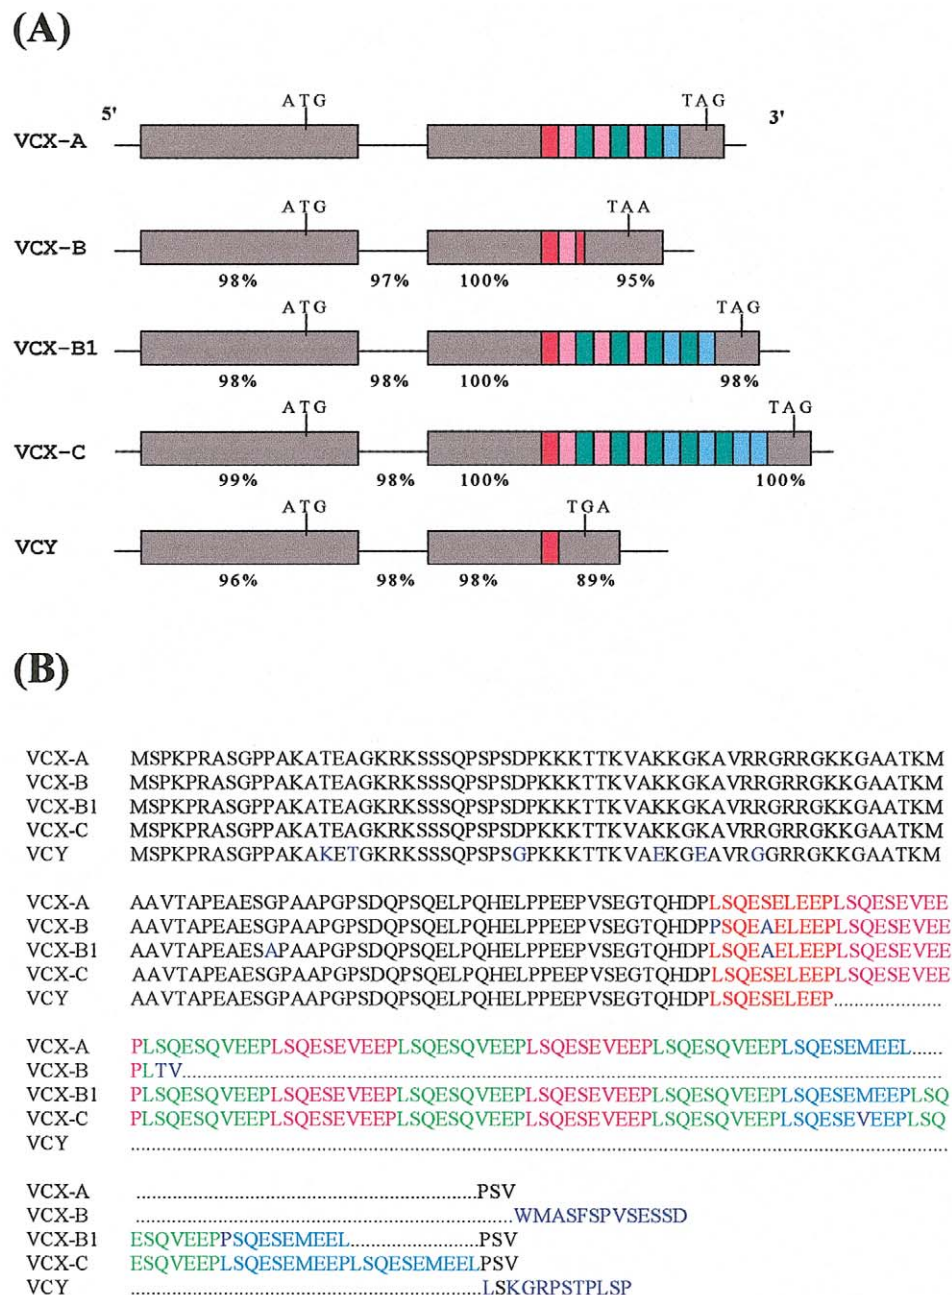 (A)
ATG TAG
5' 3'
VCX-A
ATG TAA
VCX-B
98% 97% 100% 95%
ATG TAG
VCX-B1
98% 98% 100% 98%
ATG TAG
VCX-C
99% 98% 100% 100%
ATG TGA
VCY
96% 98% 98% 89%
(B)
VCX-A MSPKPRASGPPAKATEAGKRKSSSQPSPSDPKKKTTKVAKKGKAVRRGRRGKKGAATKM
VCX-B MSPKPRASGPPAKATEAGKRKSSSQPSPSDPKKKTTKVAKKGKAVRRGRRGKKGAATKM
VCX-B1 MSPKPRASGPPAKATEAGKRKSSSQPSPSDPKKKTTKVAKKGKAVRRGRRGKKGAATKM
VCX-C MSPKPRASGPPAKATEAGKRKSSSQPSPSDPKKKTTKVAKKGKAVRRGRRGKKGAATKM
VCY MSPKPRASGPPAKAKETGKRKSSSQPSPSGPKKKTTKVAEKGEAVRGGRRGKKGAATKM
VCX-A AAVTAPEAESGPAAPGPSDQPSQELPQHELPPEEPVSEGTQHDPLSQESELEEPLSQESEVEE
VCX-B AAVTAPEAESGPAAPGPSDQPSQELPQHELPPEEPVSEGTQHDPPSQEAELEEPLSQESEVEE
VCX-B1 AAVTAPEAESAPAAPGPSDQPSQELPQHELPPEEPVSEGTQHDPLSQEAELEEPLSQESEVEE
VCX-C AAVTAPEAESGPAAPGPSDQPSQELPQHELPPEEPVSEGTQHDPLSQESELEEPLSQESEVEE
VCY AAVTAPEAESGPAAPGPSDQPSQELPQHELPPEEPVSEGTQHDPLSQESELEEP......................
VCX-A PLSQESQVEEPLSQESEVEEPLSQESQVEEPLSQESEVEEPLSQESQVEEPLSQESEMEEL......
VCX-B PLTV................................................................
VCX-B1 PLSQESQVEEPLSQESEVEEPLSQESQVEEPLSQESEVEEPLSQESQVEEPLSQESEMEEPLSQ
VCX-C PLSQESQVEEPLSQESEVEEPLSQESQVEEPLSQESEVEEPLSQESQVEEPLSQESEVEEPLSQ
VCY ................................................................
VCX-A ................................PSV
VCX-B ................................WMASFSPVSESSD
VCX-B1 ESQVEEPPSQESEMEEL......................PSV
VCX-C ESQVEEPLSQESEMEEPLSQESEMEELPSV
VCY ................................LSKGRPSTPLSP